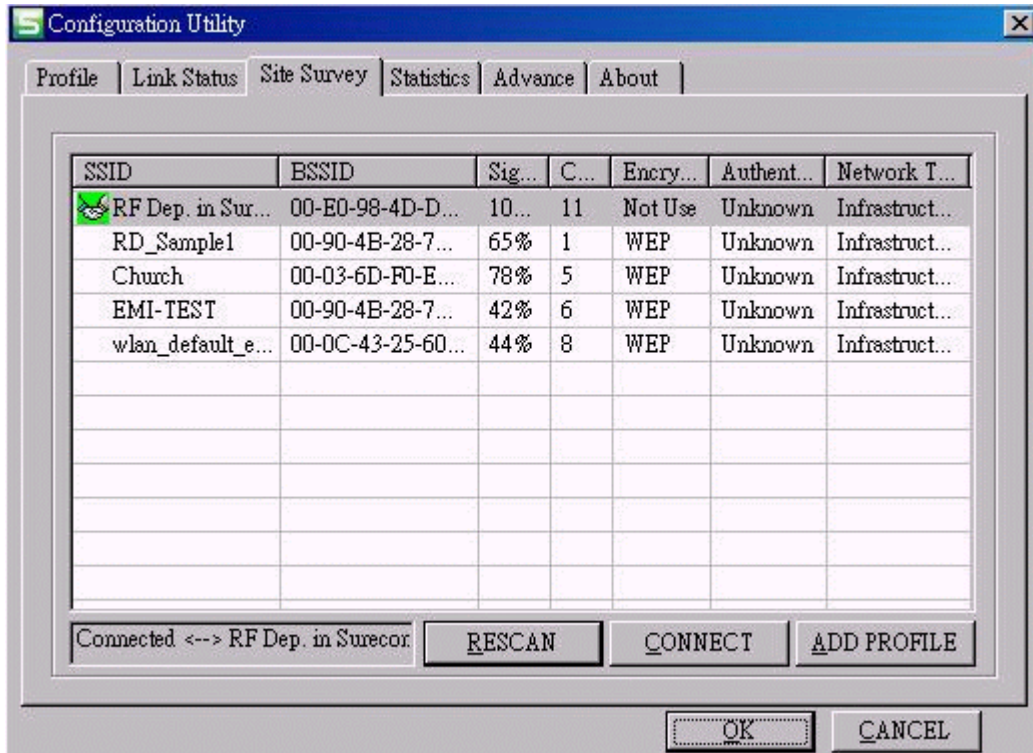 Configuration Utility
Profile Link Status Site Survey Statistics Advance About
SSID BSSID Sig... C... Encry... Authent... Network T...
RF Dep. in Sur... 00-E0-98-4D-D... 10... 11 Not Use Unknown Infrastruct...
RD_Sample1 00-90-4B-28-7... 65% 1 WEP Unknown Infrastruct...
Church 00-03-6D-F0-E... 78% 5 WEP Unknown Infrastruct...
EMI-TEST 00-90-4B-28-7... 42% 6 WEP Unknown Infrastruct...
wlan_default_e... 00-0C-43-25-60... 44% 8 WEP Unknown Infrastruct...
Connected <--> RF Dep. in Surecor RESCAN CONNECT ADD PROFILE
OK CANCEL